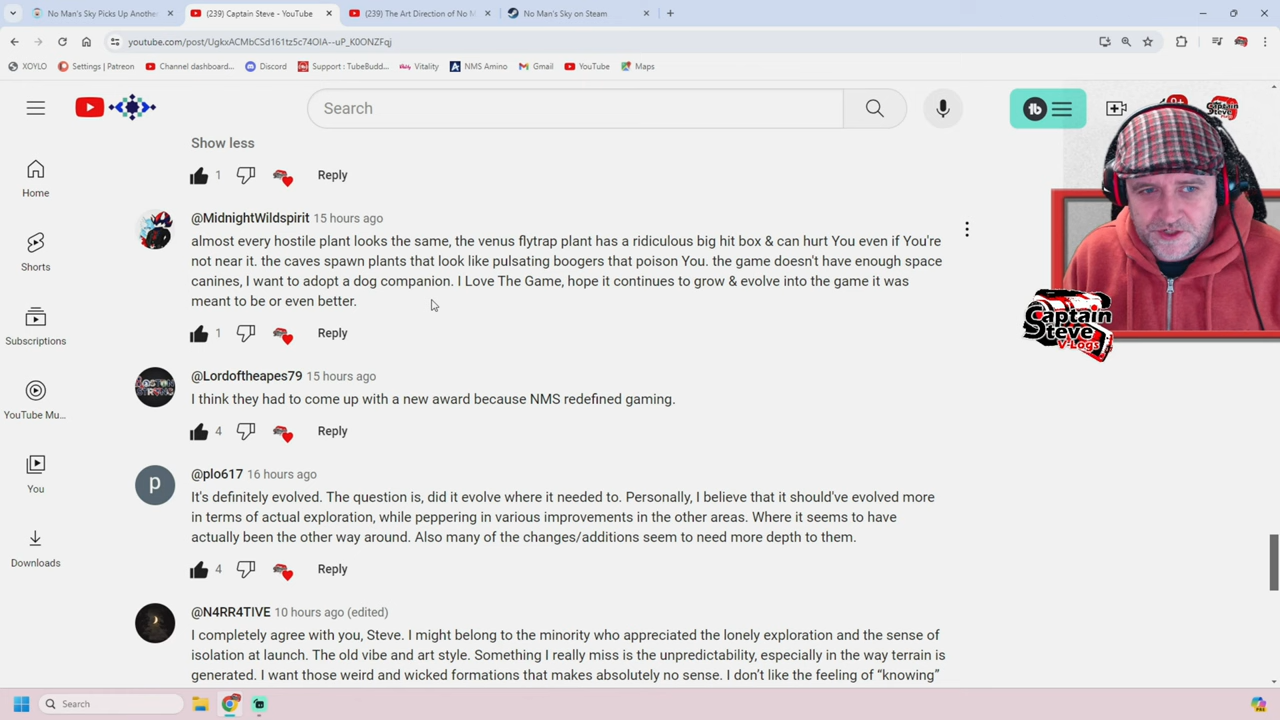 No Man's Sky Picks Up Anothe
(239) Captain Steve - YouTube
(239) The Art Direction of No M
No Man's Sky on Steam
youtube.com/post/UgkxACMbCSd161tz5c74OIA--uP_K0ONZFqj
XOYLO
Settings | Patreon
Channel dashboard...
Discord
Support : TubeBudd...
Vitality
NMS Amino
Gmail
YouTube
Maps
Search
9+
Show less
1
Reply
Home
Shorts
Subscriptions
YouTube Mu...
You
Downloads
@MidnightWildspirit 15 hours ago
almost every hostile plant looks the same, the venus flytrap plant has a ridiculous big hit box & can hurt You even if You're
not near it. the caves spawn plants that look like pulsating boogers that poison You. the game doesn't have enough space
canines, I want to adopt a dog companion. I Love The Game, hope it continues to grow & evolve into the game it was
meant to be or even better.
1
Reply
@Lordoftheapes79 15 hours ago
I think they had to come up with a new award because NMS redefined gaming.
4
Reply
p
@plo617 16 hours ago
It's definitely evolved. The question is, did it evolve where it needed to. Personally, I believe that it should've evolved more
in terms of actual exploration, while peppering in various improvements in the other areas. Where it seems to have
actually been the other way around. Also many of the changes/additions seem to need more depth to them.
4
Reply
@N4RR4TIVE 10 hours ago (edited)
I completely agree with you, Steve. I might belong to the minority who appreciated the lonely exploration and the sense of
isolation at launch. The old vibe and art style. Something I really miss is the unpredictability, especially in the way terrain is
generated. I want those weird and wicked formations that makes absolutely no sense. I don't like the feeling of “knowing”
Captain
Steve
V-Logs
Search